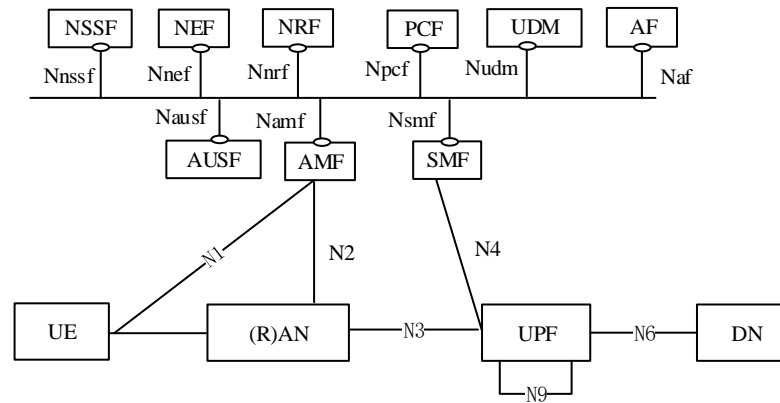 NSSF NEF NRF PCF UDM AF
Nnssf Nnef Nnrf Npcf Nudm Naf
Nausf Namf Nsmf
AUSF AMF SMF
N1 N2 N4
UE (R)AN N3 UPF N6 DN
N9